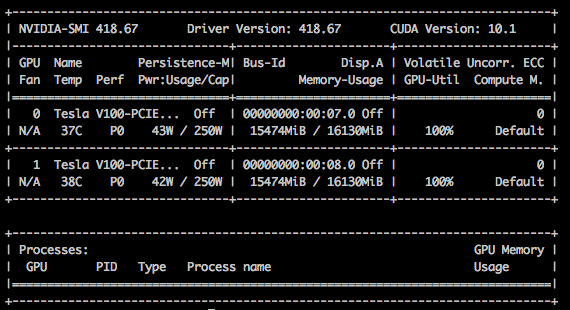 NVIDIA-SMI 418.67 Driver Version: 418.67 CUDA Version: 10.1
GPU Name Persistence-M| Bus-Id Disp.A | Volatile Uncorr. ECC
Fan Temp Perf Pwr:Usage/Cap| Memory-Usage | GPU-Util Compute M.
0 Tesla V100-PCIE... Off | 00000000:00:07.0 Off | 0
N/A 37C P0 43W / 250W | 15474MiB / 16130MiB | 100% Default
1 Tesla V100-PCIE... Off | 00000000:00:08.0 Off | 0
N/A 38C P0 42W / 250W | 15474MiB / 16130MiB | 100% Default
Processes: GPU Memory
GPU PID Type Process name Usage